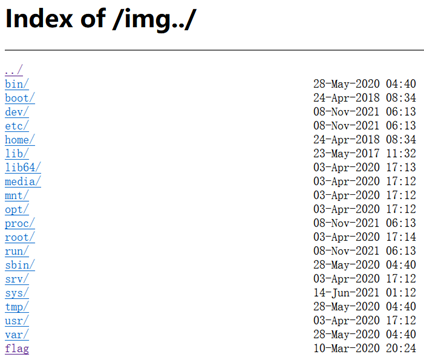 Index of /img../
../
bin/ 28-May-2020 04:40
boot/ 24-Apr-2018 08:34
dev/ 08-Nov-2021 06:13
etc/ 08-Nov-2021 06:13
home/ 24-Apr-2018 08:34
lib/ 23-May-2017 11:32
lib64/ 03-Apr-2020 17:13
media/ 03-Apr-2020 17:12
mnt/ 03-Apr-2020 17:12
opt/ 03-Apr-2020 17:12
proc/ 08-Nov-2021 06:13
root/ 03-Apr-2020 17:14
run/ 08-Nov-2021 06:13
sbin/ 28-May-2020 04:40
srv/ 03-Apr-2020 17:12
sys/ 14-Jun-2021 01:12
tmp/ 28-May-2020 04:40
usr/ 03-Apr-2020 17:12
var/ 28-May-2020 04:40
flag 10-Mar-2020 20:24